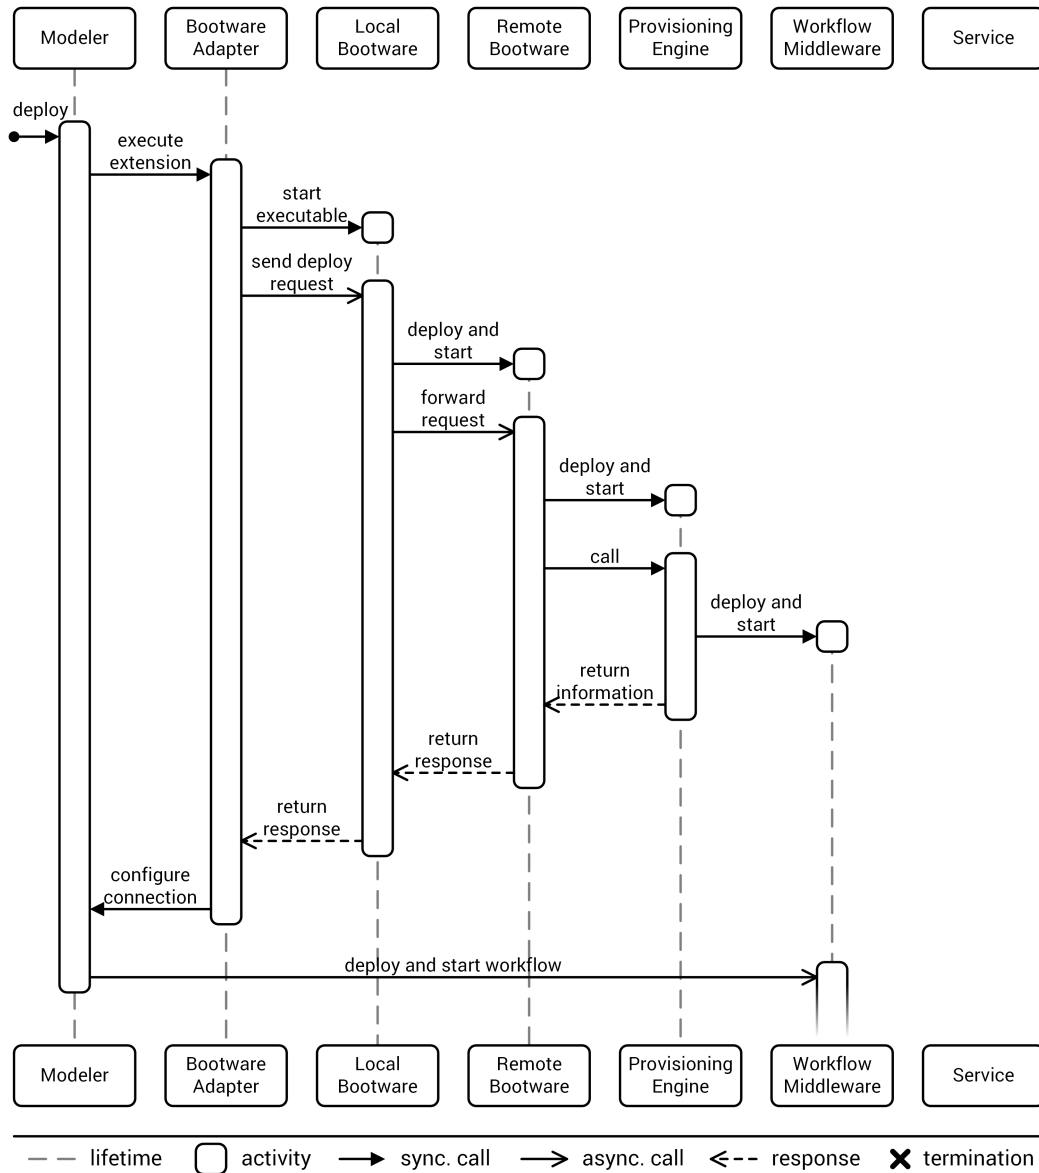 Modeler
Bootware
Adapter
Local
Bootware
Remote
Bootware
Provisioning
Engine
Workflow
Middleware
Service
deploy
execute
extension
start
executable
send deploy
request
deploy and
start
forward
request
deploy and
start
call
deploy and
start
return
information
return
response
return
response
configure
connection
deploy and start workflow
Modeler
Bootware
Adapter
Local
Bootware
Remote
Bootware
Provisioning
Engine
Workflow
Middleware
Service
lifetime
activity
sync. call
async. call
response
termination